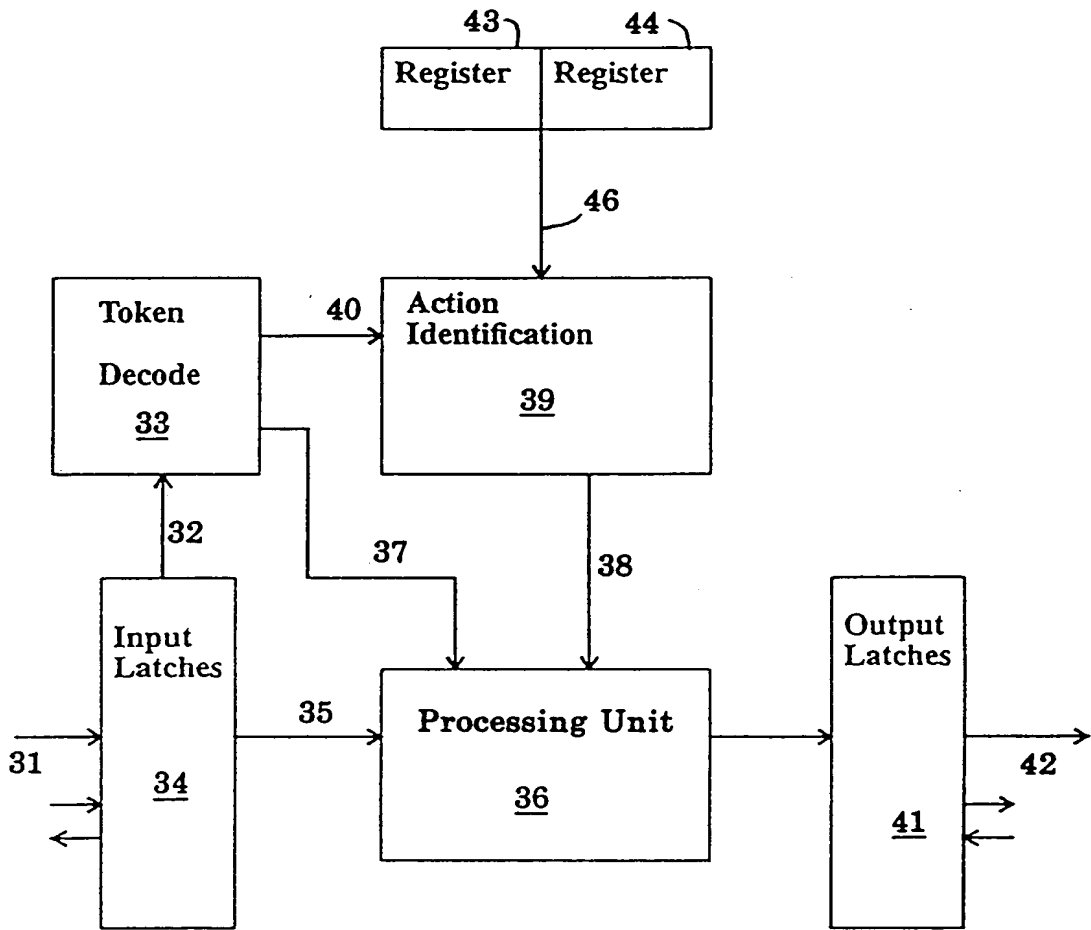 43 44
Register Register
46
Token
Decode
33
40
Action
Identification
39
32
37
38
Input
Latches
34
31
35
Processing Unit
36
Output
Latches
41
42